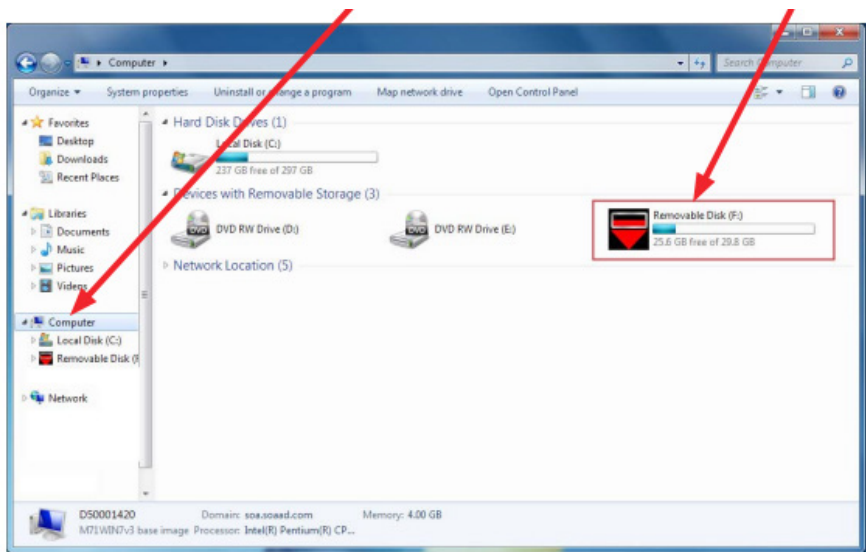 Computer
Search Computer
Organize
System properties
Uninstall or change a program
Map network drive
Open Control Panel
Favorites
Desktop
Downloads
Recent Places
Libraries
Documents
Music
Pictures
Videos
Computer
Local Disk (C:)
Removable Disk (F
Network
Hard Disk Drives (1)
Local Disk (C:)
237 GB free of 297 GB
Devices with Removable Storage (3)
DVD RW Drive (D:)
DVD RW Drive (E:)
Removable Disk (F:)
25.6 GB free of 29.8 GB
Network Location (5)
D50001420 Domain: soa.soaad.com Memory: 4.00 GB
M71WIN7v3 base image Processor: Intel(R) Pentium(R) CP...